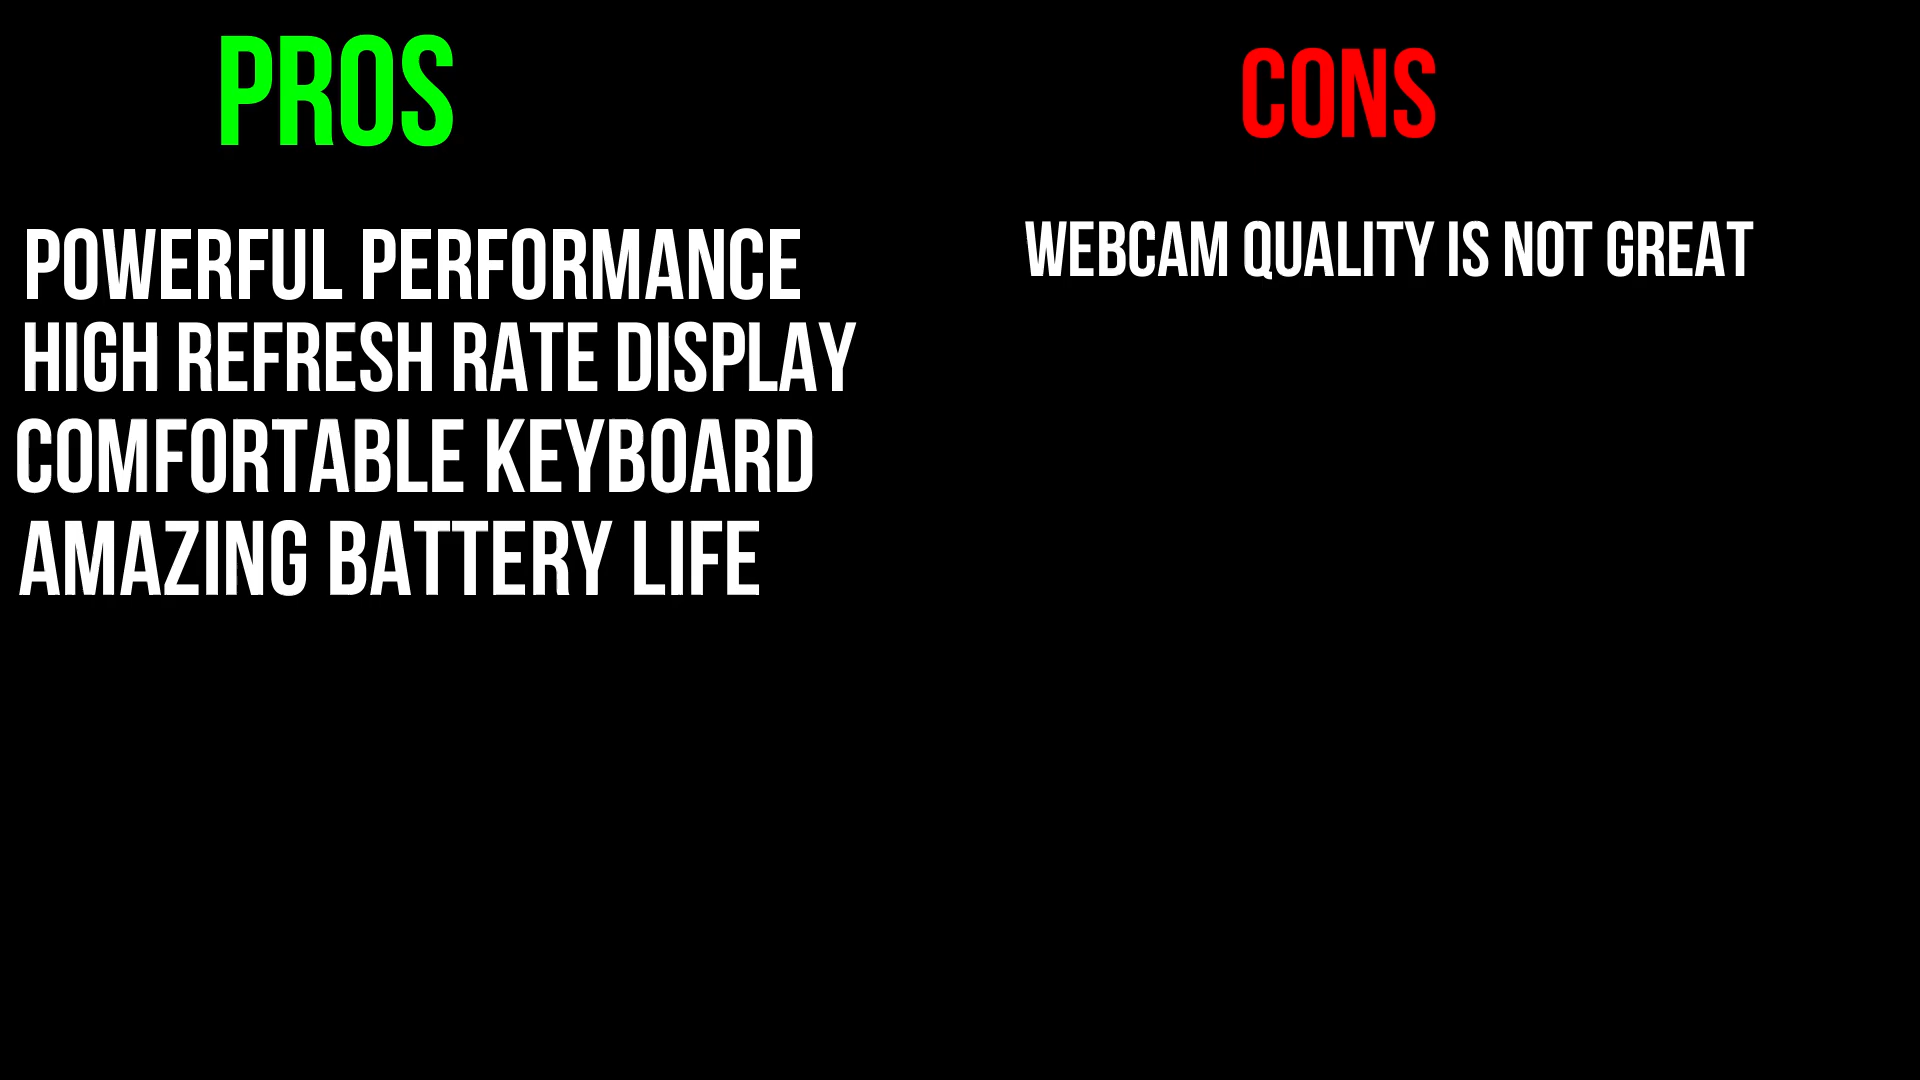 PROS
POWERFUL PERFORMANCE
HIGH REFRESH RATE DISPLAY
COMFORTABLE KEYBOARD
AMAZING BATTERY LIFE
CONS
WEBCAM QUALITY IS NOT GREAT